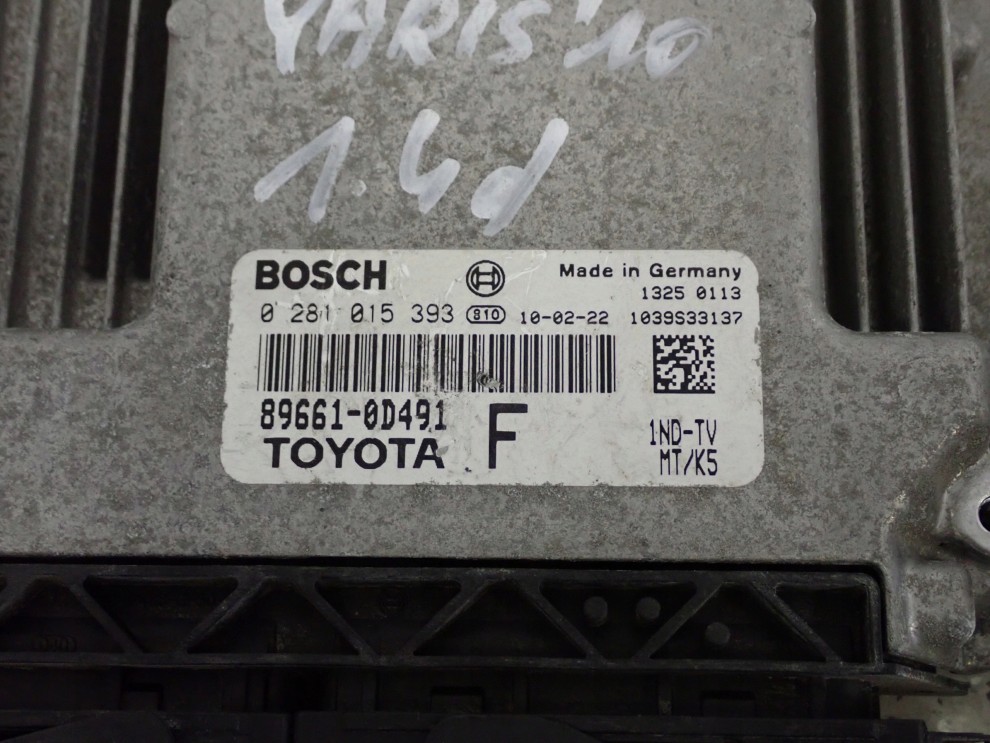 YARIS '10
1.4d
BOSCH Made in Germany
1325 0113
0 281 015 393 810 10-02-22 1039S33137
89661-0D491 F 1ND-TV
TOYOTA MT/K5